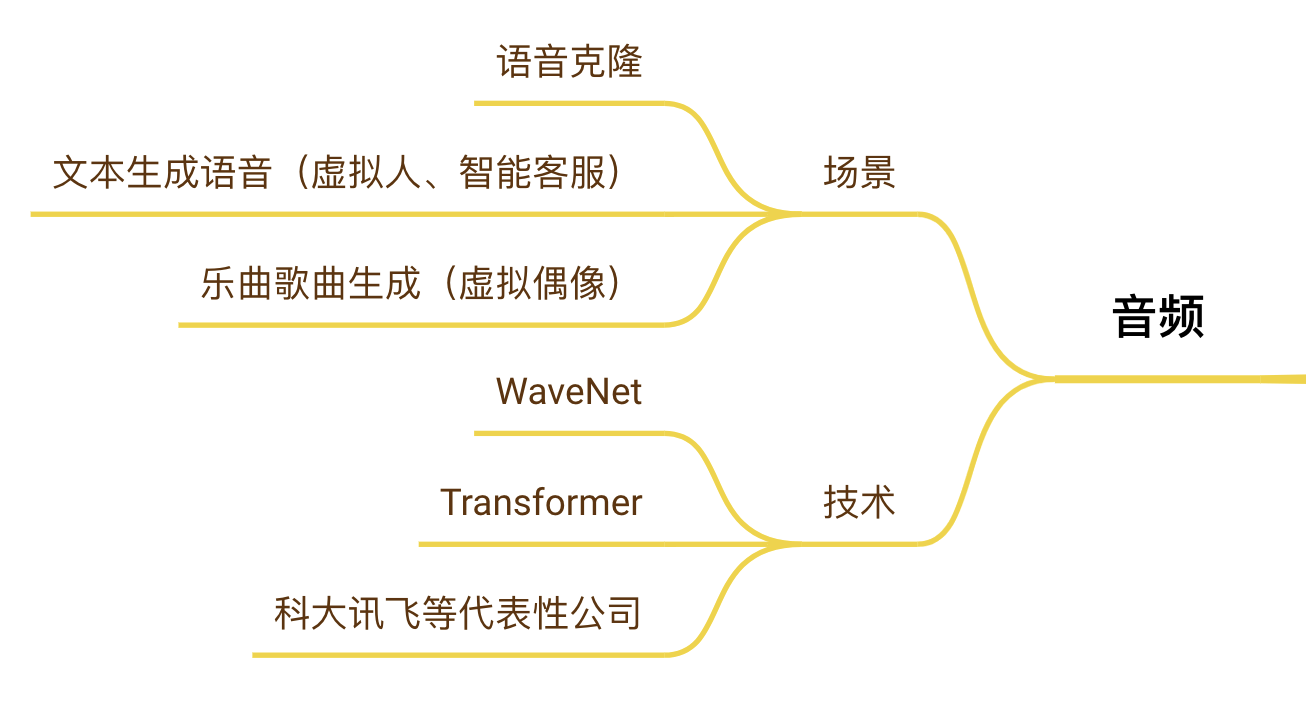 语音克隆
文本生成语音（虚拟人、智能客服）
场景
乐曲歌曲生成（虚拟偶像）
音频
WaveNet
Transformer
技术
科大讯飞等代表性公司